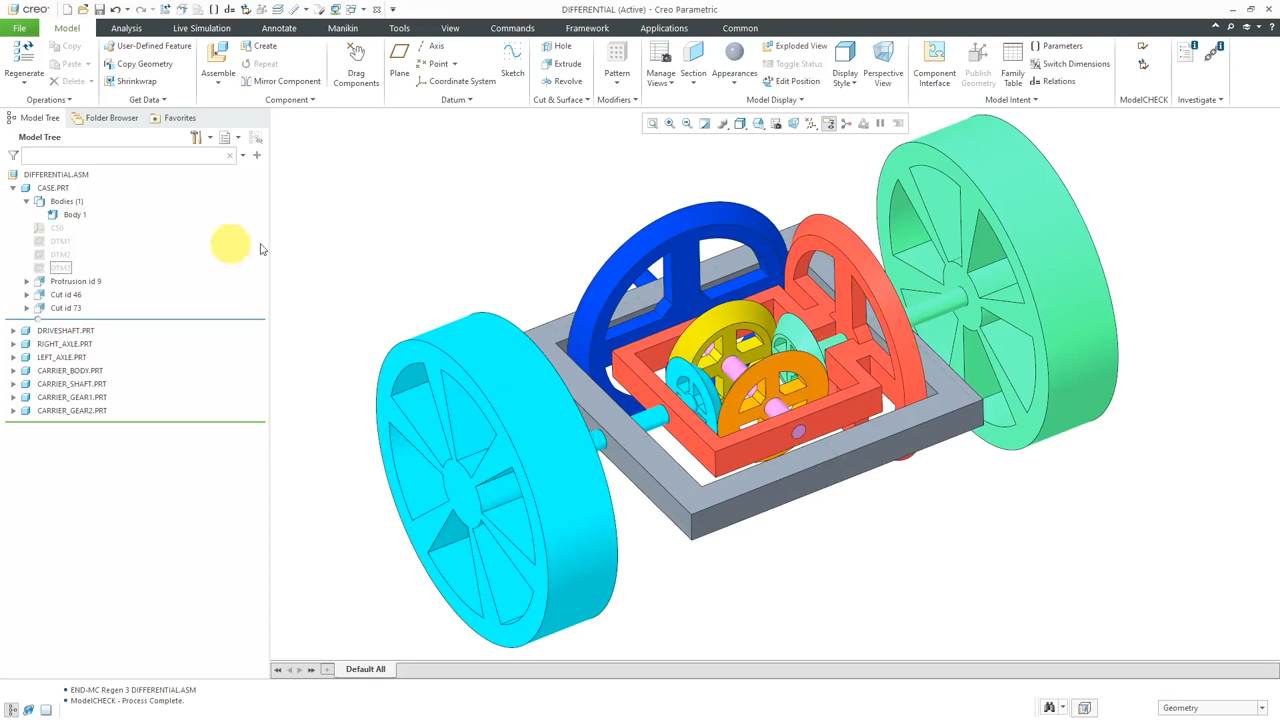 creo
DIFFERENTIAL (Active) - Creo Parametric
File Model Analysis Live Simulation Annotate Manikin Tools View Commands Framework Applications Common
Regenerate
Copy
Paste
Delete
Operations
User-Defined Feature
Copy Geometry
Shrinkwrap
Get Data
Assemble
Create
Repeat
Mirror Component
Component
Drag Components
Plane
Axis
Point
Coordinate System
Sketch
Datum
Hole
Extrude
Revolve
Cut & Surface
Pattern
Modifiers
Manage Views
Section
Appearances
Exploded View
Toggle Status
Edit Position
Display Style
Perspective View
Model Display
Component Interface
Publish Geometry
Family Table
Parameters
Switch Dimensions
Relations
Model Intent
ModelCHECK
Investigate
Model Tree Folder Browser Favorites
Model Tree
DIFFERENTIAL.ASM
CASE.PRT
Bodies (1)
Body 1
CS0
DTM1
DTM2
DTM3
Protrusion id 9
Cut id 46
Cut id 73
DRIVESHAFT.PRT
RIGHT_AXLE.PRT
LEFT_AXLE.PRT
CARRIER_BODY.PRT
CARRIER_SHAFT.PRT
CARRIER_GEAR1.PRT
CARRIER_GEAR2.PRT
Default All
END-MC Regen 3 DIFFERENTIAL.ASM
ModelCHECK - Process Complete.
Geometry